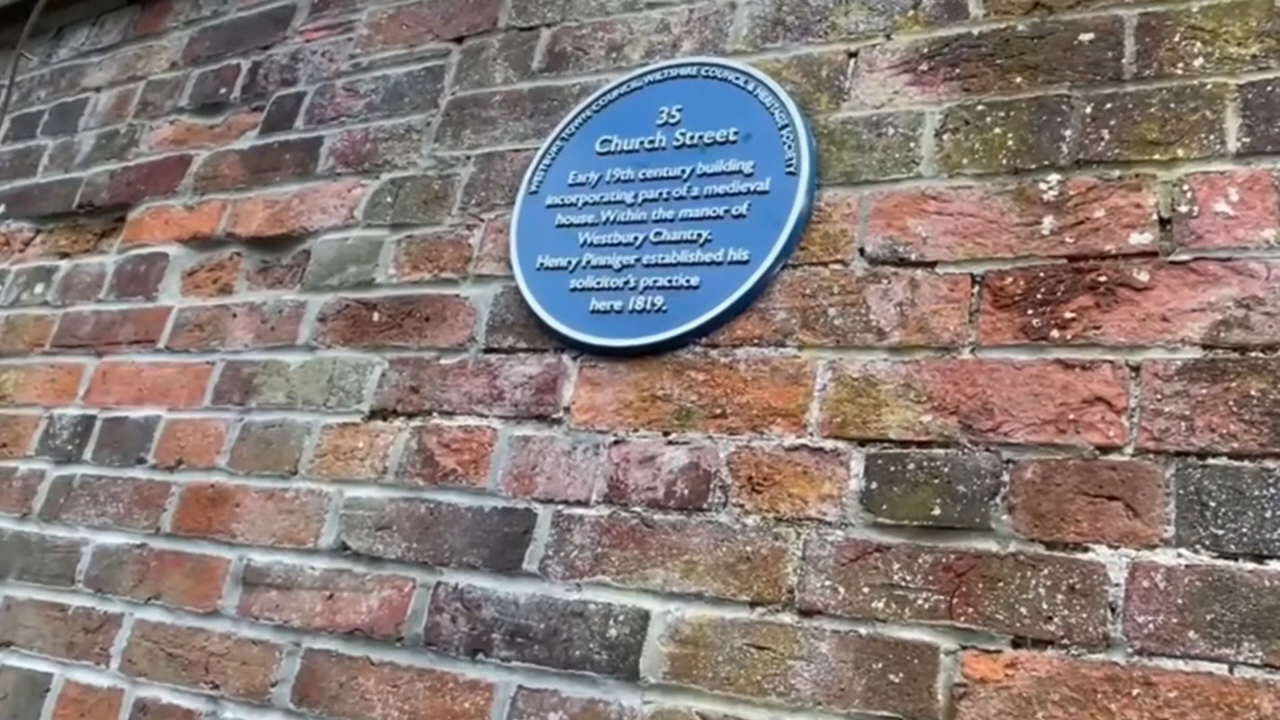 WESTBURY TOWN COUNCIL WILTSHIRE COUNCIL & HERITAGE SOCIETY
35
Church Street
Early 19th century building
incorporating part of a medieval
house. Within the manor of
Westbury Chantry.
Henry Pinniger established his
solicitor's practice
here 1819.